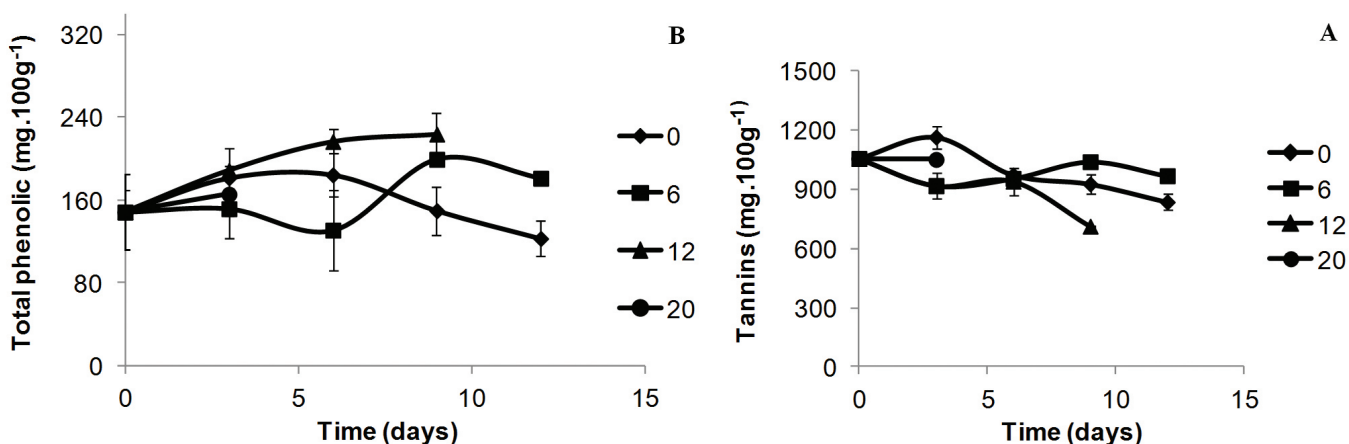 B
Total phenolic (mg.100g-1)
320
240
160
80
0
0 5 10 15
Time (days)
0
6
12
20
A
Tannins (mg.100g-1)
1500
1200
900
600
300
0
0 5 10 15
Time (days)
0
6
12
20